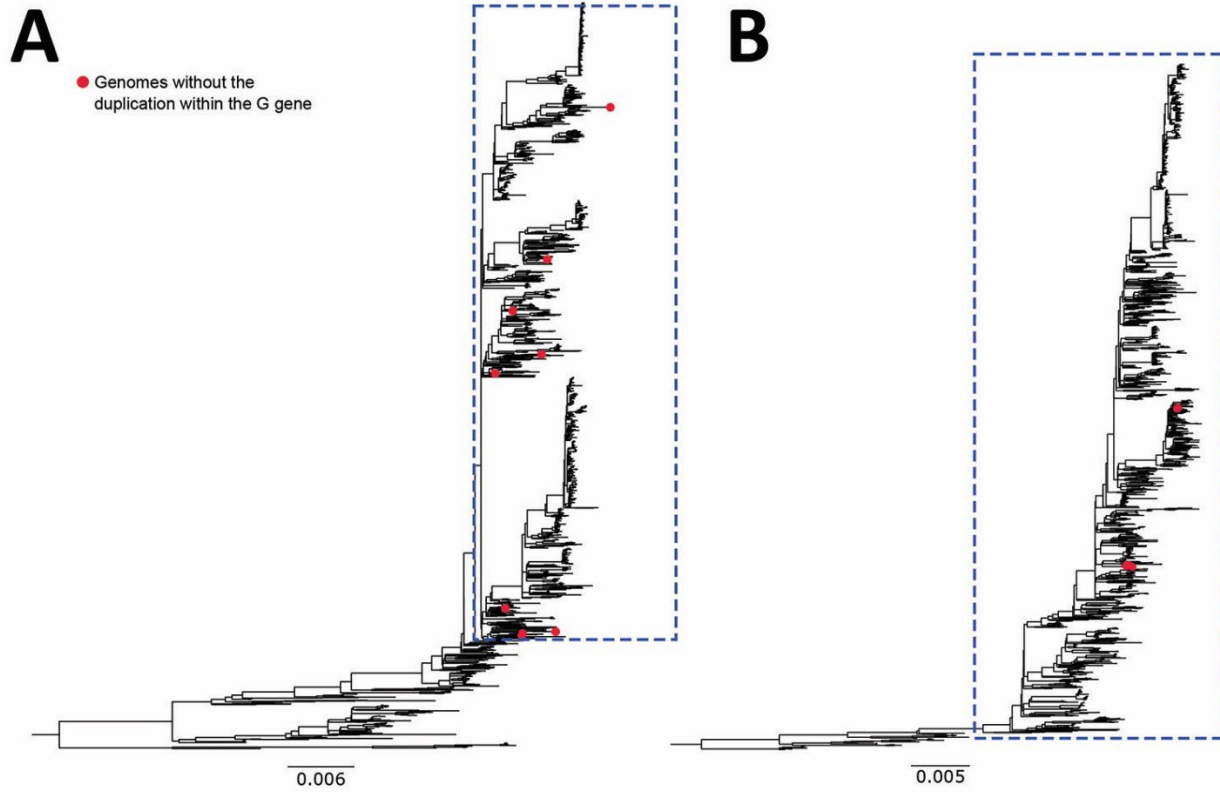 A
B
Genomes without the
duplication within the G gene
0.006
0.005